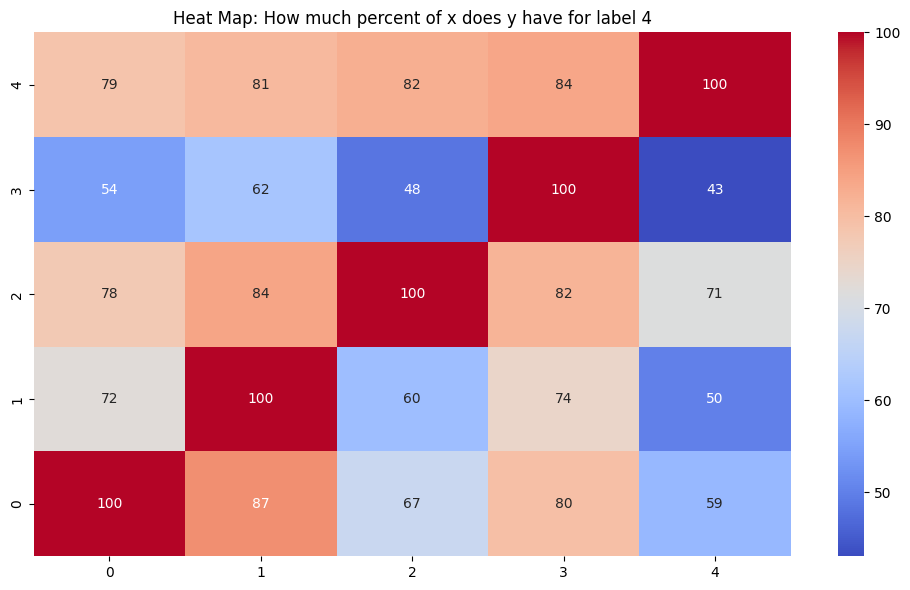 Heat Map: How much percent of x does y have for label 4
4 79 81 82 84 100
3 54 62 48 100 43
2 78 84 100 82 71
1 72 100 60 74 50
0 100 87 67 80 59
0 1 2 3 4
100
90
80
70
60
50